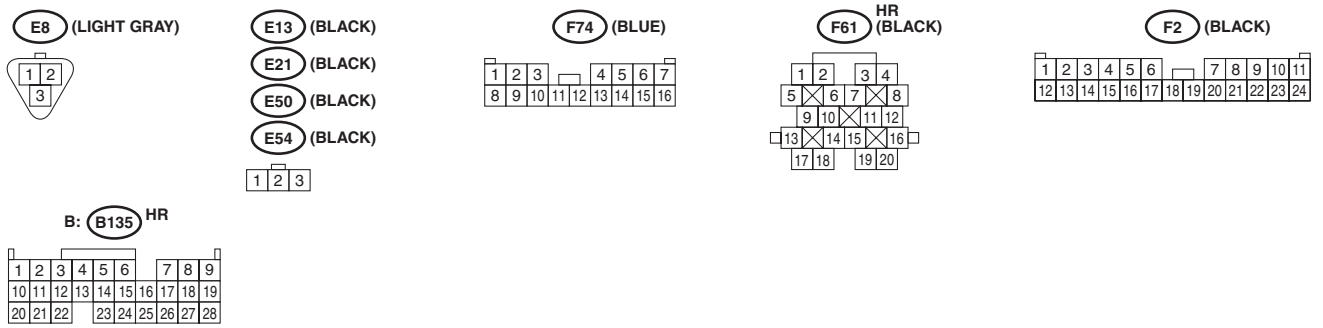 E8 (LIGHT GRAY)
1 2
3
E13 (BLACK)
E21 (BLACK)
E50 (BLACK)
E54 (BLACK)
1 2 3
F74 (BLUE)
1 2 3 4 5 6 7
8 9 10 11 12 13 14 15 16
F61 HR (BLACK)
1 2 3 4
5 6 7 8
9 10 11 12
13 14 15 16
17 18 19 20
F2 (BLACK)
1 2 3 4 5 6 7 8 9 10 11
12 13 14 15 16 17 18 19 20 21 22 23 24
B: B135 HR
1 2 3 4 5 6 7 8 9
10 11 12 13 14 15 16 17 18 19
20 21 22 23 24 25 26 27 28